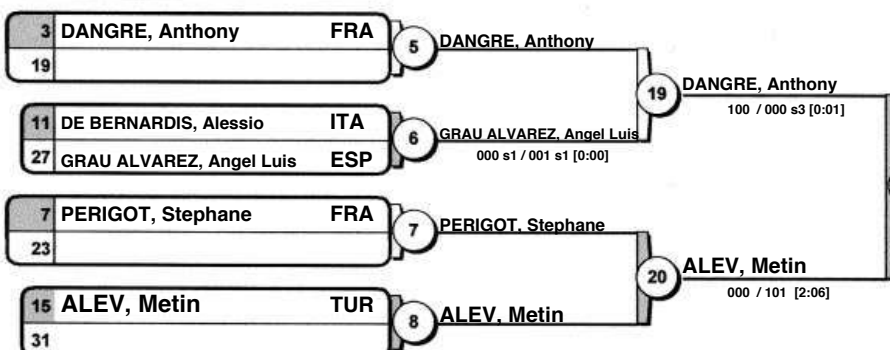 3 DANGRE, Anthony FRA
19
5
DANGRE, Anthony
11 DE BERNARDIS, Alessio ITA
27 GRAU ALVAREZ, Angel Luis ESP
6
GRAU ALVAREZ, Angel Luis
000 s1 / 001 s1 [0:00]
19
DANGRE, Anthony
100 / 000 s3 [0:01]
7 PERIGOT, Stephane FRA
23
7
PERIGOT, Stephane
15 ALEV, Metin TUR
31
8
ALEV, Metin
20
ALEV, Metin
000 / 101 [2:06]